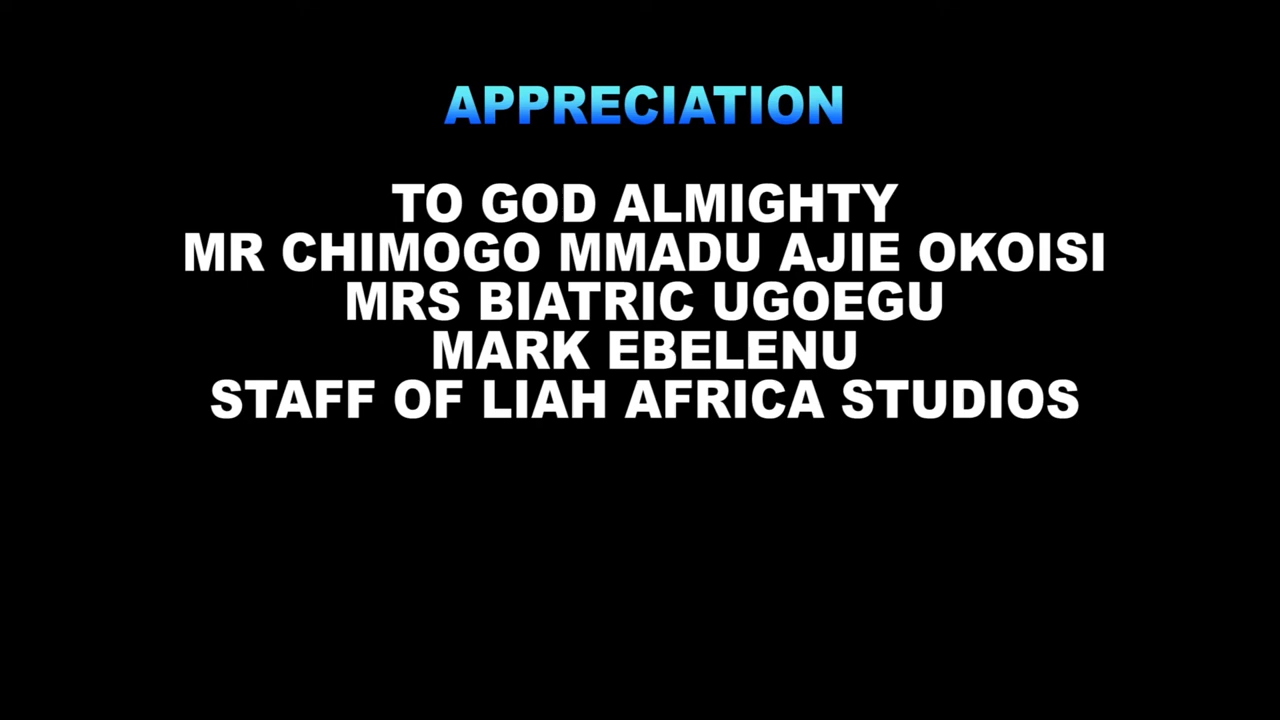 APPRECIATION
TO GOD ALMIGHTY
MR CHIMOGO MMADU AJIE OKOISI
MRS BIATRIC UGOEGU
MARK EBELENU
STAFF OF LIAH AFRICA STUDIOS